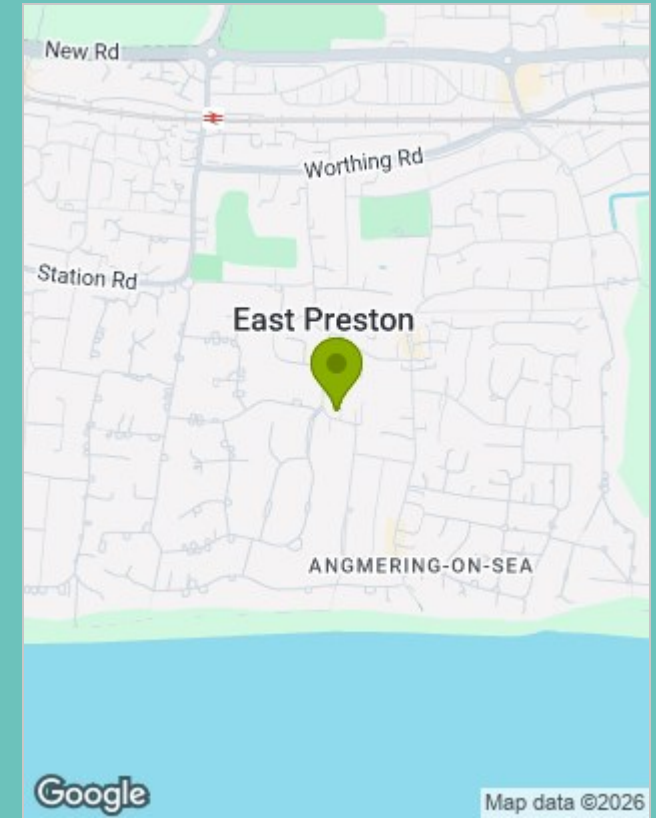 New Rd
Worthing Rd
Station Rd
East Preston
ANGMERING-ON-SEA
Google
Map data ©2026